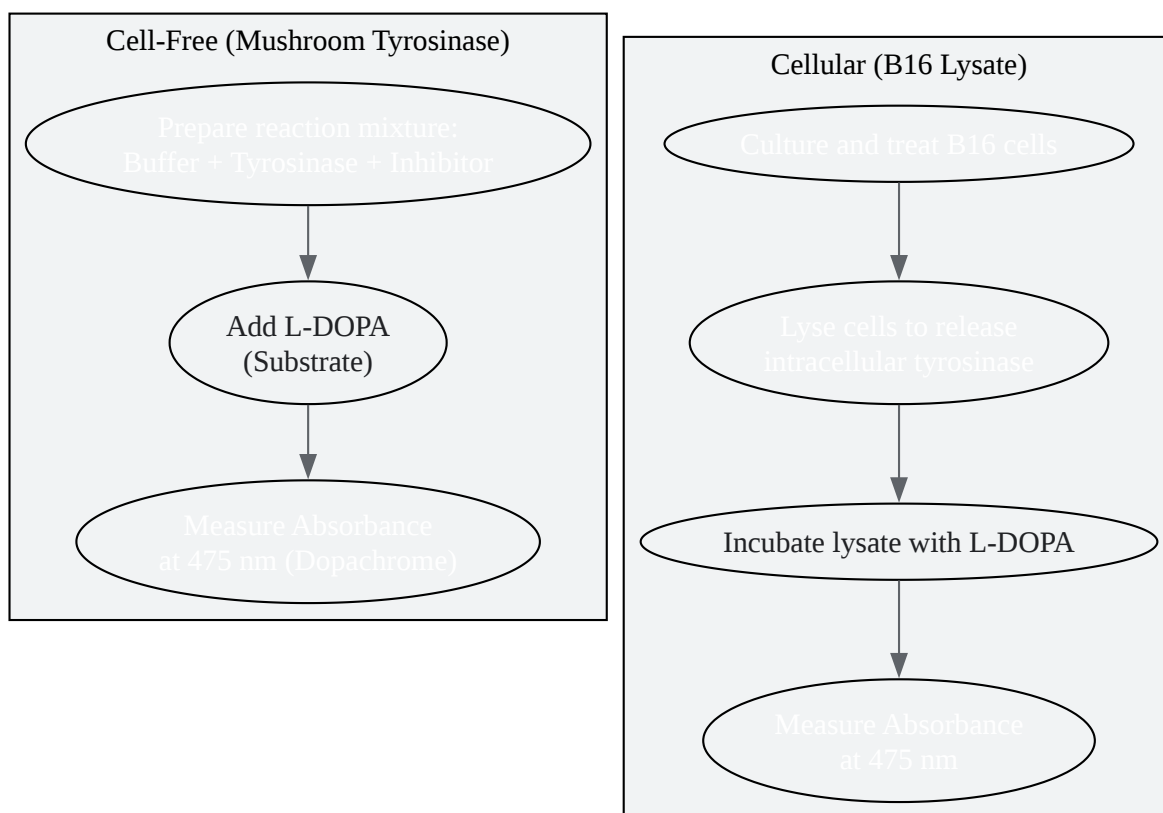 Cell-Free (Mushroom Tyrosinase)
Prepare reaction mixture:
Buffer + Tyrosinase + Inhibitor
Add L-DOPA
(Substrate)
Measure Absorbance
at 475 nm (Dopachrome)
Cellular (B16 Lysate)
Culture and treat B16 cells
Lyse cells to release
intracellular tyrosinase
Incubate lysate with L-DOPA
Measure Absorbance
at 475 nm